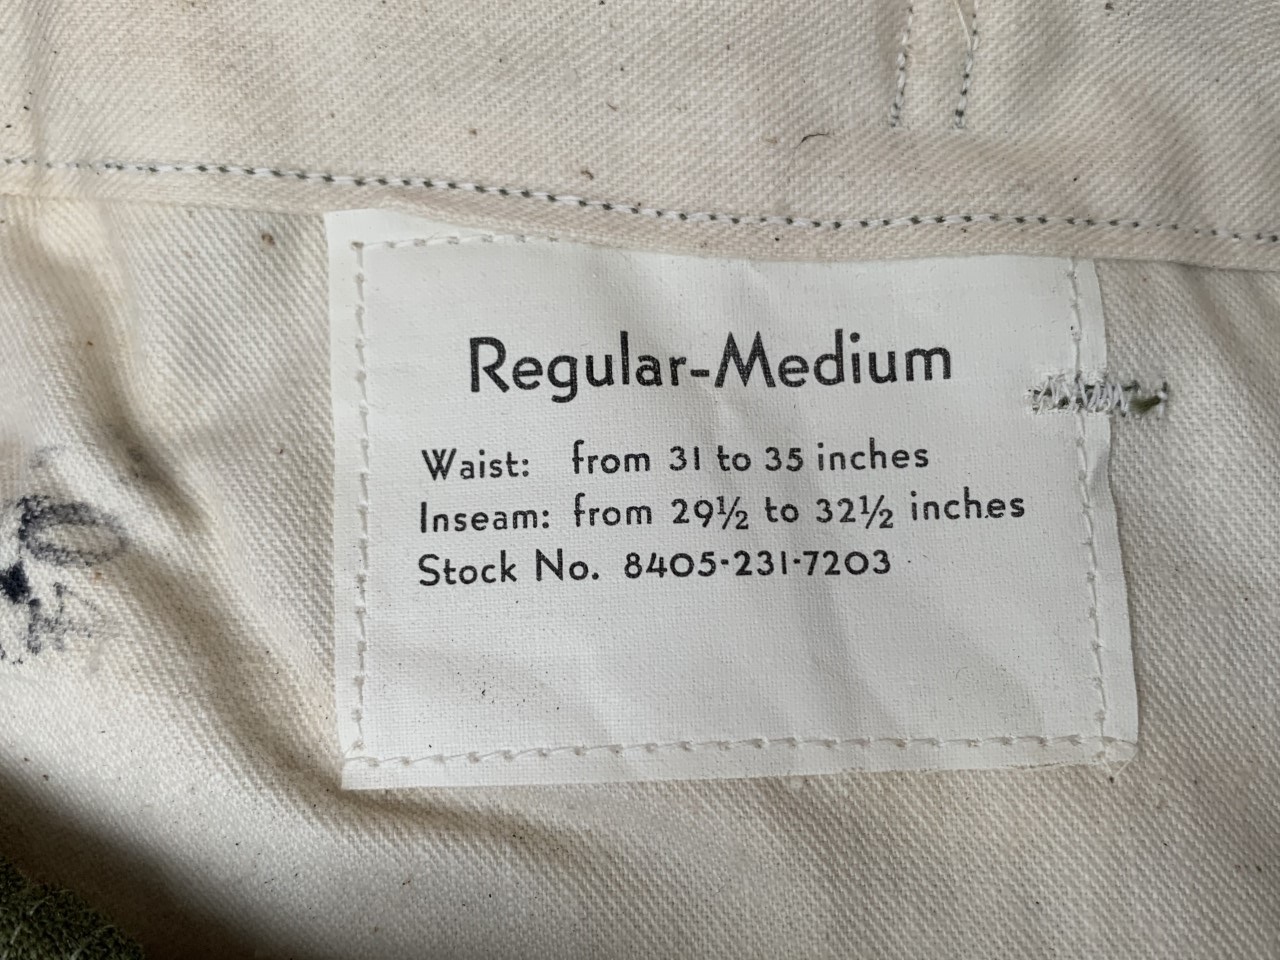 Regular-Medium
Waist: from 31 to 35 inches
Inseam: from 29½ to 32½ inches
Stock No. 8405-231-7203